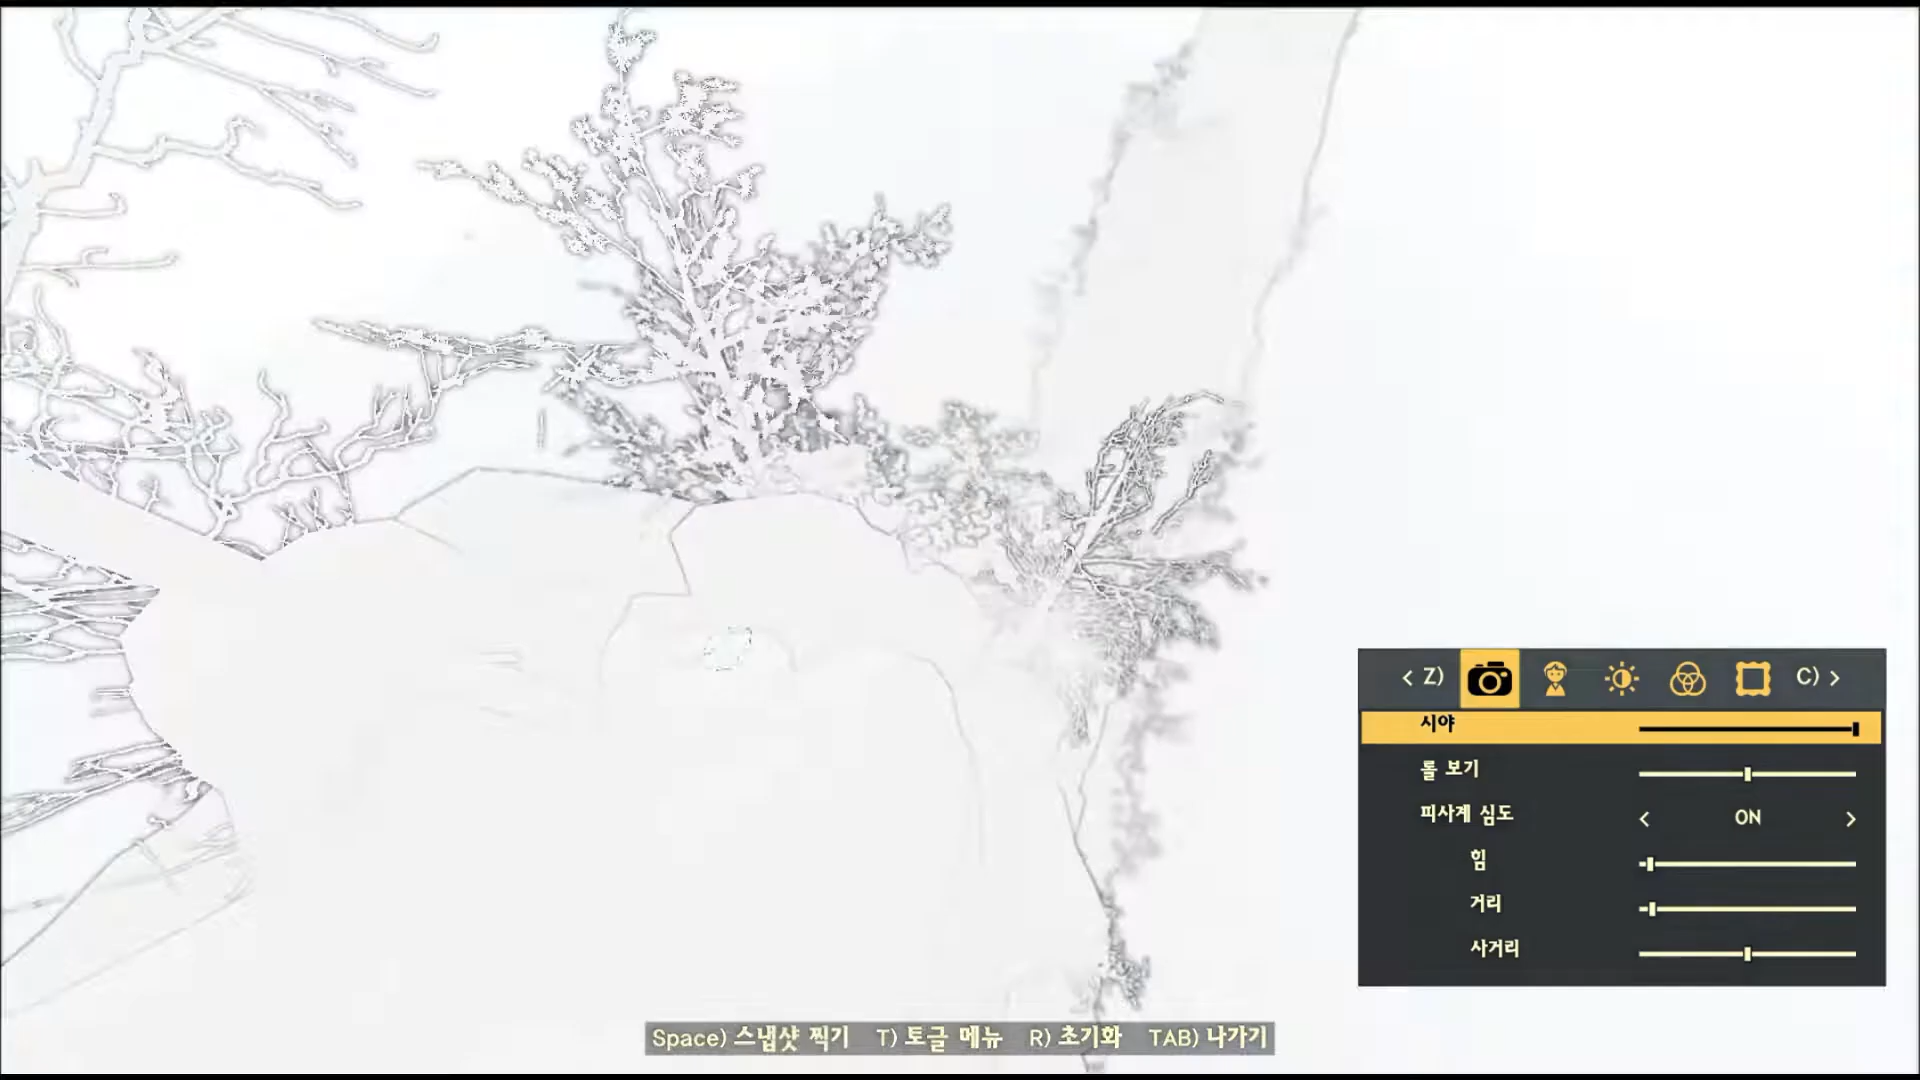 < Z) C) >
시야
롤 보기
피사계 심도 < ON >
힘
거리
사거리
Space) 스냅샷 찍기 T) 토글 메뉴 R) 초기화 TAB) 나가기